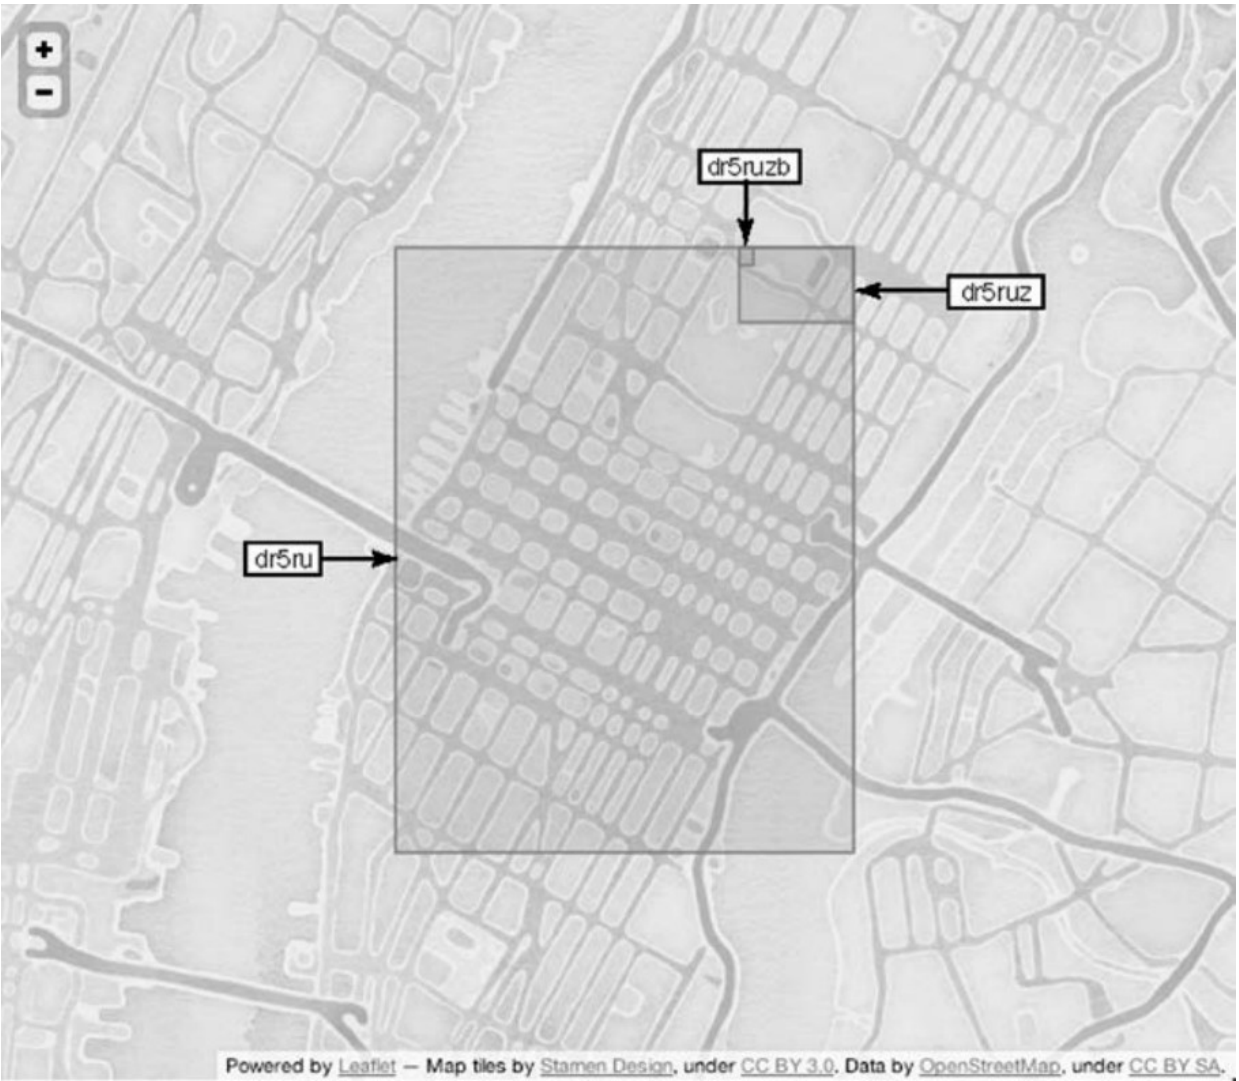 +
-
dr5ruzb
dr5ruz
dr5ru
Powered by Leaflet — Map tiles by Stamen Design, under CC BY 3.0. Data by OpenStreetMap, under CC BY SA.